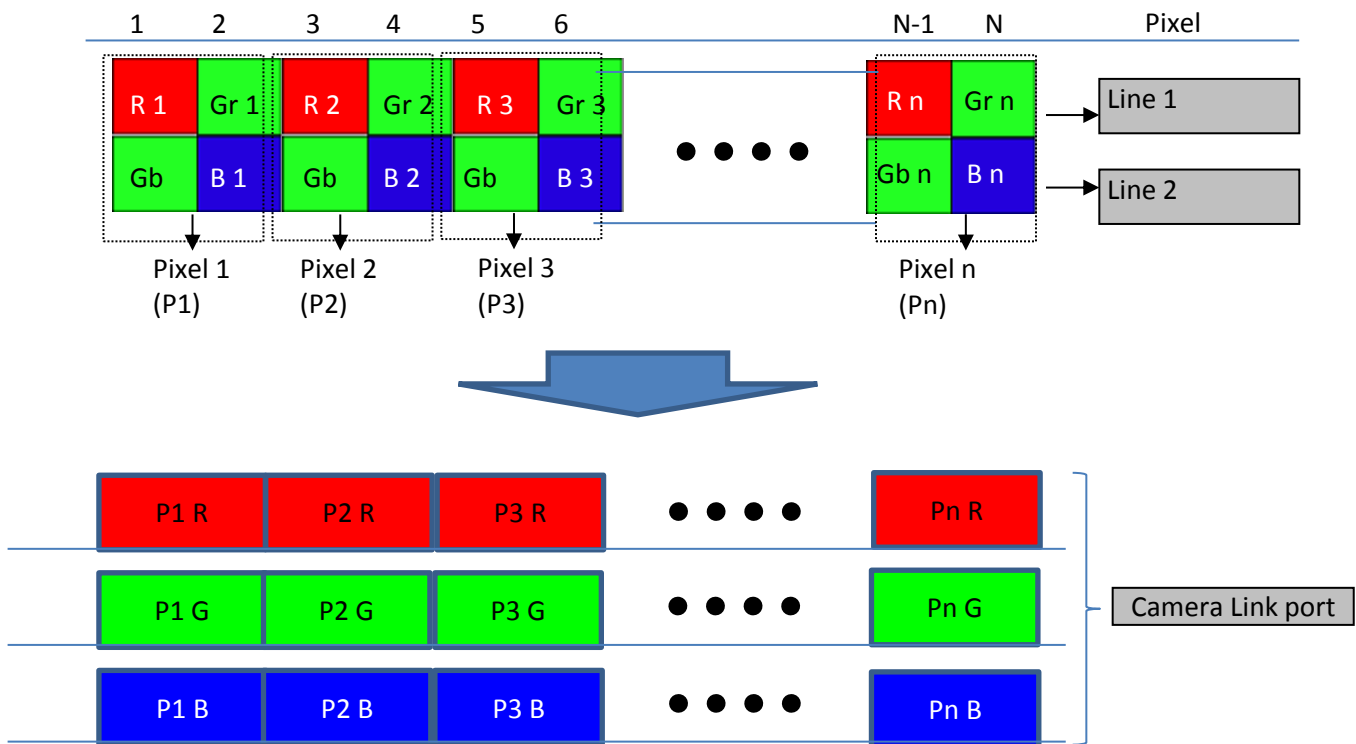 1 2 3 4 5 6 N-1 N Pixel
R 1 Gr 1 R 2 Gr 2 R 3 Gr 3 R n Gr n Line 1
Gb B 1 Gb B 2 Gb B 3 Gb n B n Line 2
Pixel 1 Pixel 2 Pixel 3 Pixel n
(P1) (P2) (P3) (Pn)
P1 R P2 R P3 R Pn R
P1 G P2 G P3 G Pn G
Camera Link port
P1 B P2 B P3 B Pn B